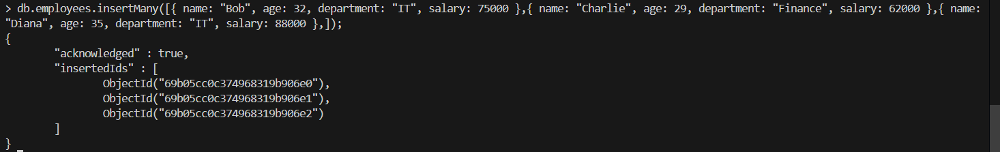 > db.employees.insertMany([{ name: "Bob", age: 32, department: "IT", salary: 75000 },{ name: "Charlie", age: 29, department: "Finance", salary: 62000 },{ name:
"Diana", age: 35, department: "IT", salary: 88000 },]);
{
        "acknowledged" : true,
        "insertedIds" : [
                ObjectId("69b05cc0c374968319b906e0"),
                ObjectId("69b05cc0c374968319b906e1"),
                ObjectId("69b05cc0c374968319b906e2")
        ]
}